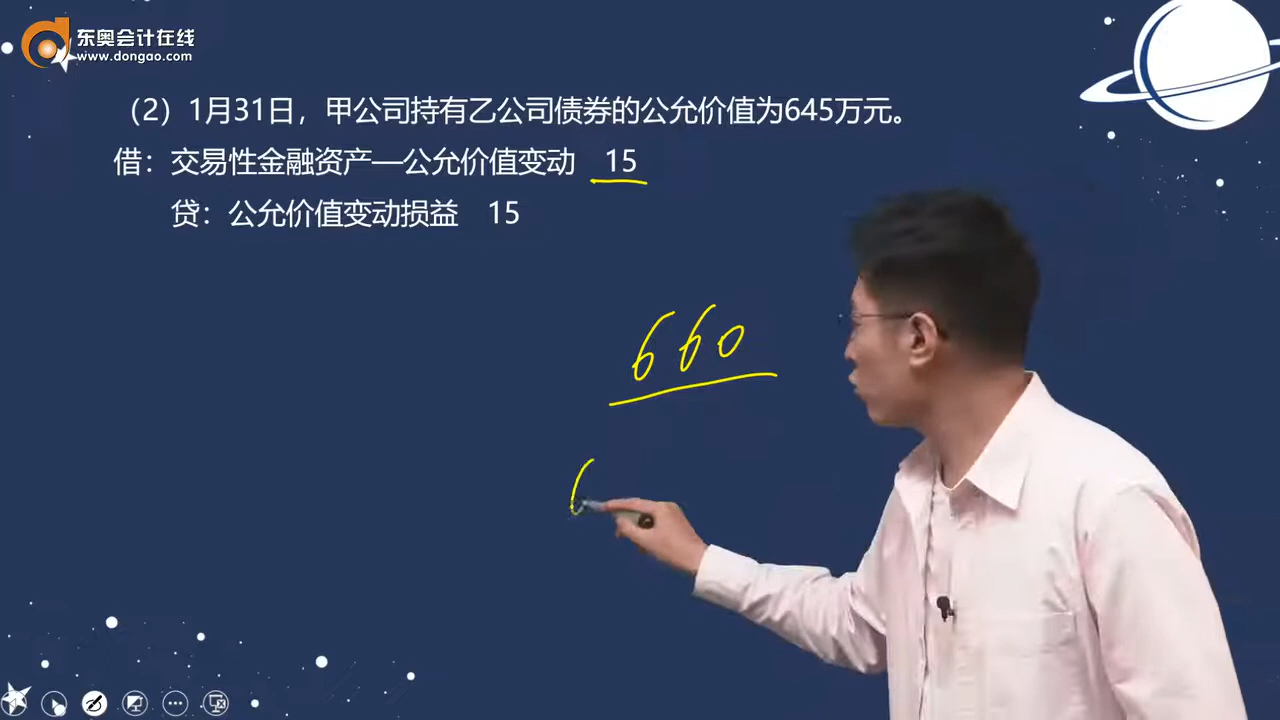 东奥会计在线
www.dongao.com
（2）1月31日，甲公司持有乙公司债券的公允价值为645万元。
借：交易性金融资产—公允价值变动 15
贷：公允价值变动损益 15
660